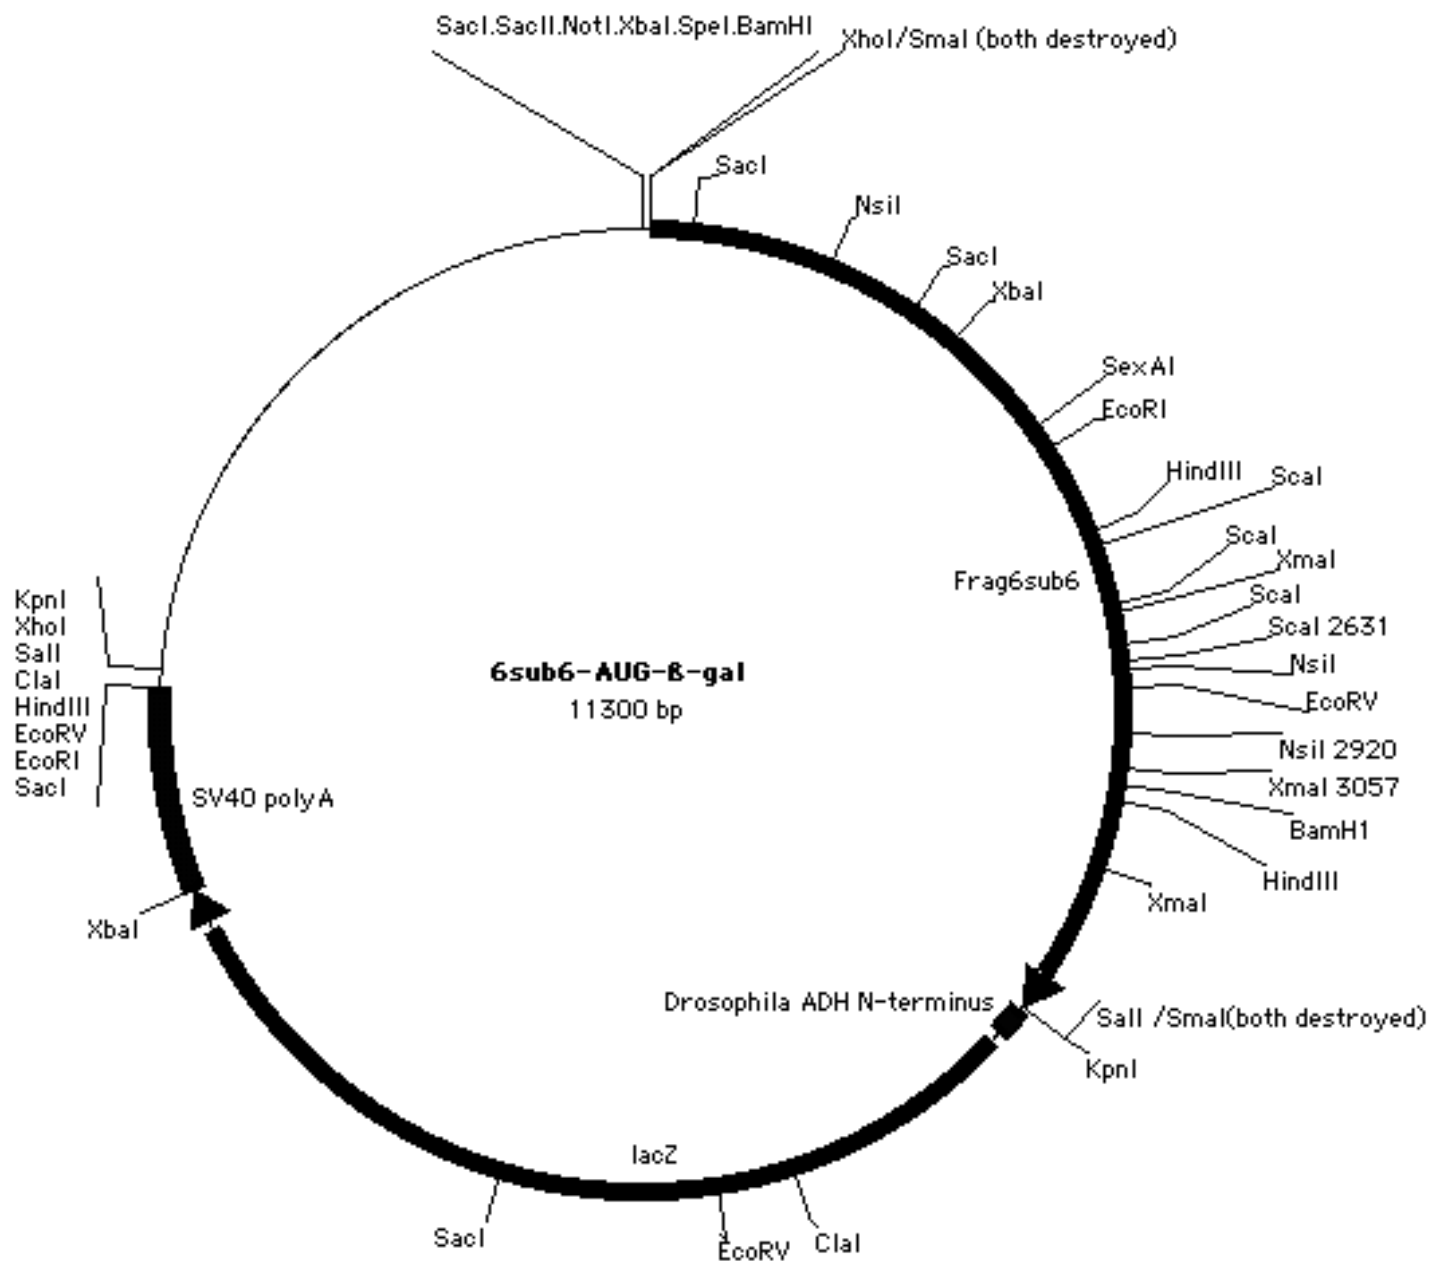 SacI.SacII.NotI.XbaI.SpeI.BamHI
XhoI/SmaI (both destroyed)
SacI
NsiI
SacI
XbaI
SexAI
EcoRI
HindIII
ScaI
ScaI
XmaI
Frag6sub6
ScaI
ScaI 2631
NsiI
EcoRV
NsiI 2920
XmaI 3057
BamH1
HindIII
XmaI
6sub6-AUG-ß-gal
11300 bp
KpnI
XhoI
SalI
ClaI
HindIII
EcoRV
EcoRI
SacI
SV40 polyA
XbaI
Drosophila ADH N-terminus
SalI /SmaI(both destroyed)
KpnI
lacZ
SacI
EcoRV
ClaI